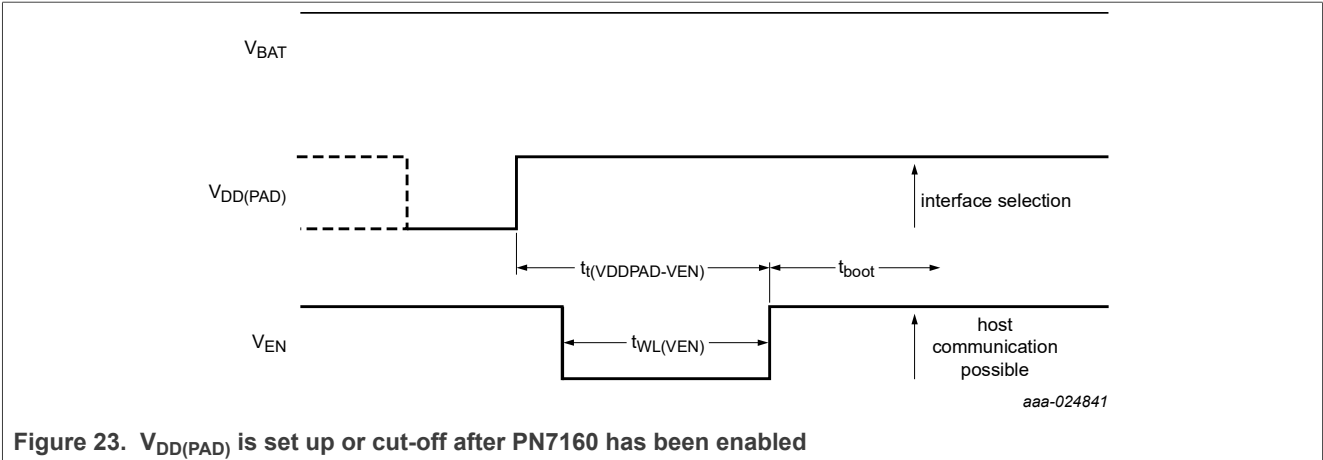 VBAT
VDD(PAD)
interface selection
tt(VDDPAD-VEN)
tboot
VEN
tWL(VEN)
host
communication
possible
aaa-024841
Figure 23. VDD(PAD) is set up or cut-off after PN7160 has been enabled